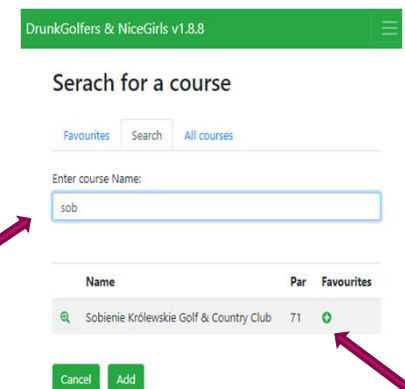 DrunkGolfers & NiceGirls v1.8.8
Serach for a course
Favourites Search All courses
Enter course Name:
sob
Name Par Favourites
Sobienie Królewskie Golf & Country Club 71
Cancel Add